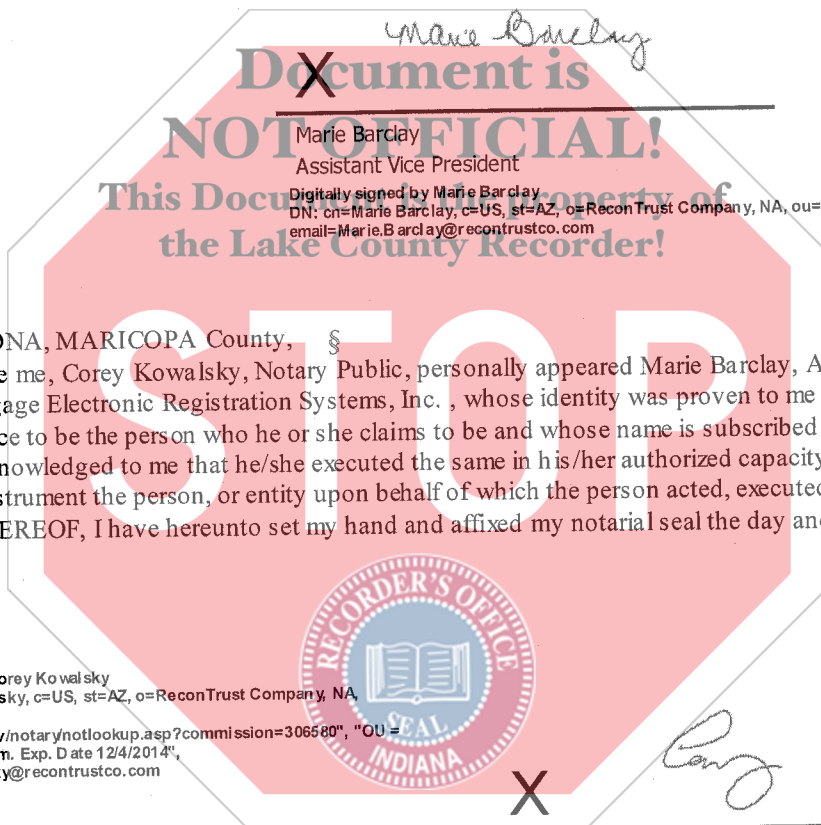 Marie Barclay
X
Document is
NOT OFFICIAL!
Marie Barclay
Assistant Vice President
This Document is the property of
the Lake County Recorder!
Digitally signed by Marie Barclay
DN: cn=Marie Barclay, c=US, st=AZ, o=ReconTrust Company, NA, ou=
email=Marie.Barclay@recontrustco.com
STOP
ONA, MARICOPA County, §
e me, Corey Kowalsky, Notary Public, personally appeared Marie Barclay, A
gage Electronic Registration Systems, Inc. , whose identity was proven to me
ce to be the person who he or she claims to be and whose name is subscribed
nowledged to me that he/she executed the same in his/her authorized capacity
strument the person, or entity upon behalf of which the person acted, executed
EREOF, I have hereunto set my hand and affixed my notarial seal the day and
RECORDER'S OFFICE
SEAL
INDIANA
orey Kowalsky
sky, c=US, st=AZ, o=ReconTrust Company, NA,
v/notary/notlookup.asp?commission=306580", "OU =
m. Exp. Date 12/4/2014",
y@recontrustco.com
X
Corey